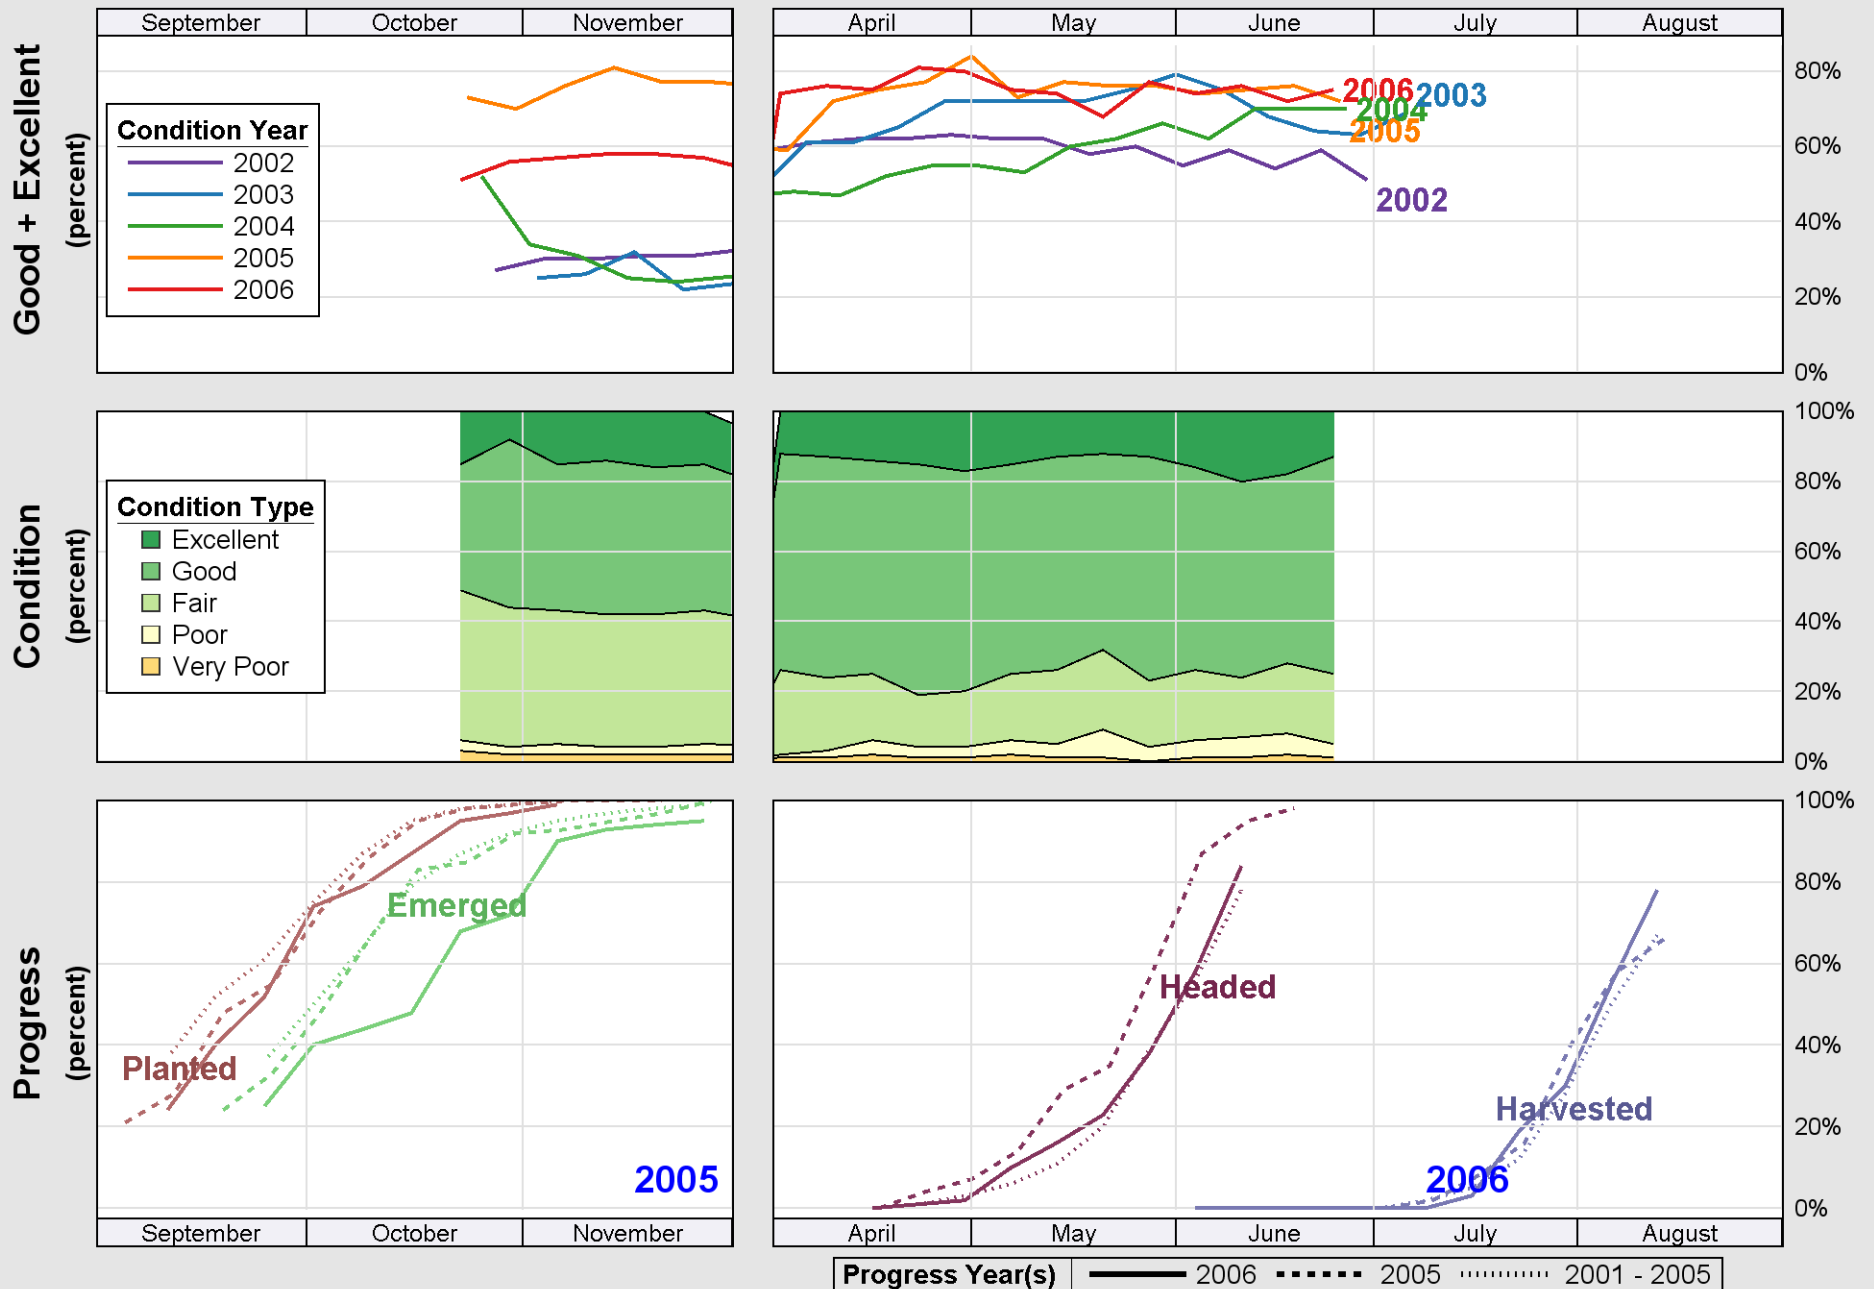 September October November April May June July August
Good + Excellent
(percent)
80%
60%
40%
20%
0%
Condition Year
2002
2003
2004
2005
2006
2006
2003
2004
2005
2002
Condition
(percent)
100%
80%
60%
40%
20%
0%
Condition Type
Excellent
Good
Fair
Poor
Very Poor
Progress
(percent)
100%
80%
60%
40%
20%
0%
Emerged
Planted
Headed
Harvested
2005
2006
September October November April May June July August
Progress Year(s) 2006 2005 2001 - 2005